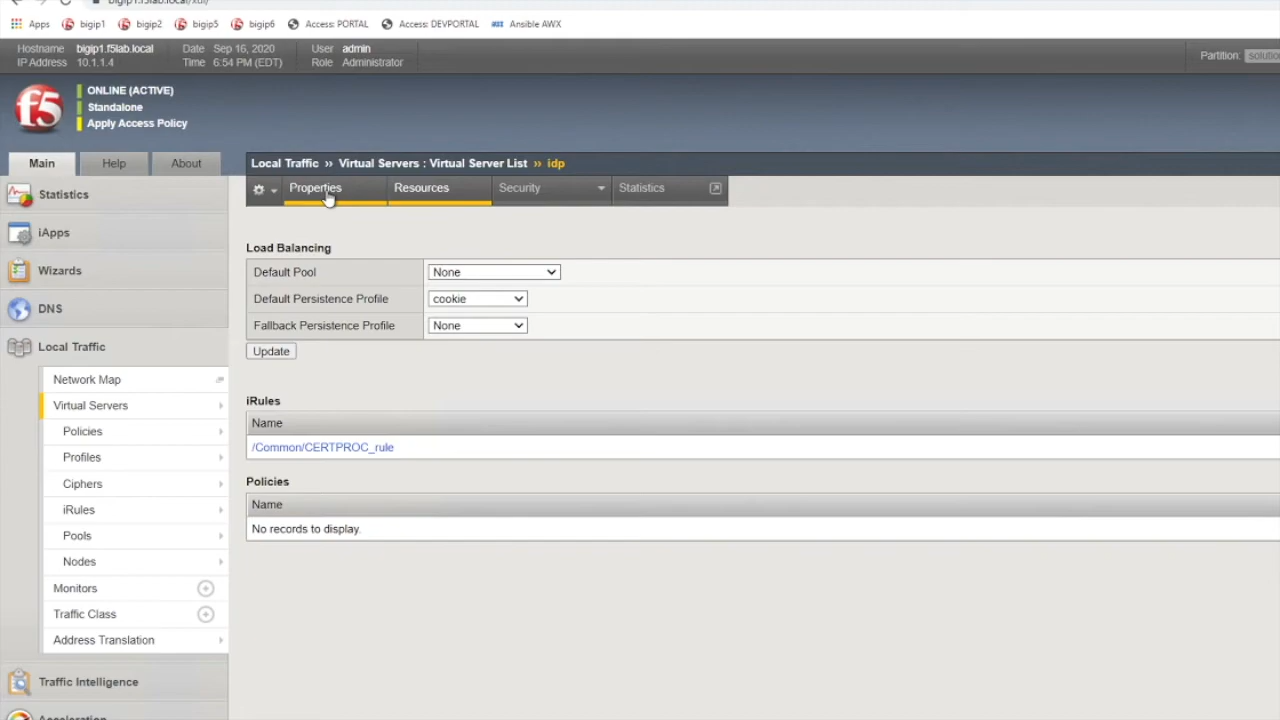 bigip1.f5lab.local/xui/
Apps bigip1 bigip2 bigip5 bigip6 Access: PORTAL Access: DEVPORTAL Ansible AWX
Hostname bigip1.f5lab.local Date Sep 16, 2020 User admin
IP Address 10.1.1.4 Time 6:54 PM (EDT) Role Administrator
Partition:
f5
ONLINE (ACTIVE)
Standalone
Apply Access Policy
Main Help About
Local Traffic ›› Virtual Servers : Virtual Server List ›› idp
Properties Resources Security Statistics
Statistics
iApps
Wizards
DNS
Local Traffic
Network Map
Virtual Servers
Policies
Profiles
Ciphers
iRules
Pools
Nodes
Monitors
Traffic Class
Address Translation
Traffic Intelligence
Acceleration
Load Balancing
Default Pool None
Default Persistence Profile cookie
Fallback Persistence Profile None
Update
iRules
Name
/Common/CERTPROC_rule
Policies
Name
No records to display.